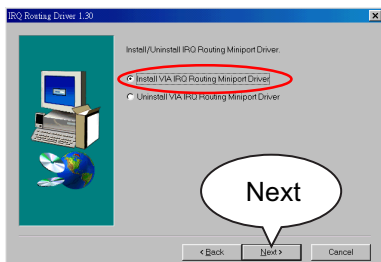 IRQ Routing Driver 1.30
Install/Uninstall IRQ Routing Miniport Driver.
Install VIA IRQ Routing Miniport Driver
Uninstall VIA IRQ Routing Miniport Driver
Next
< Back
Next >
Cancel